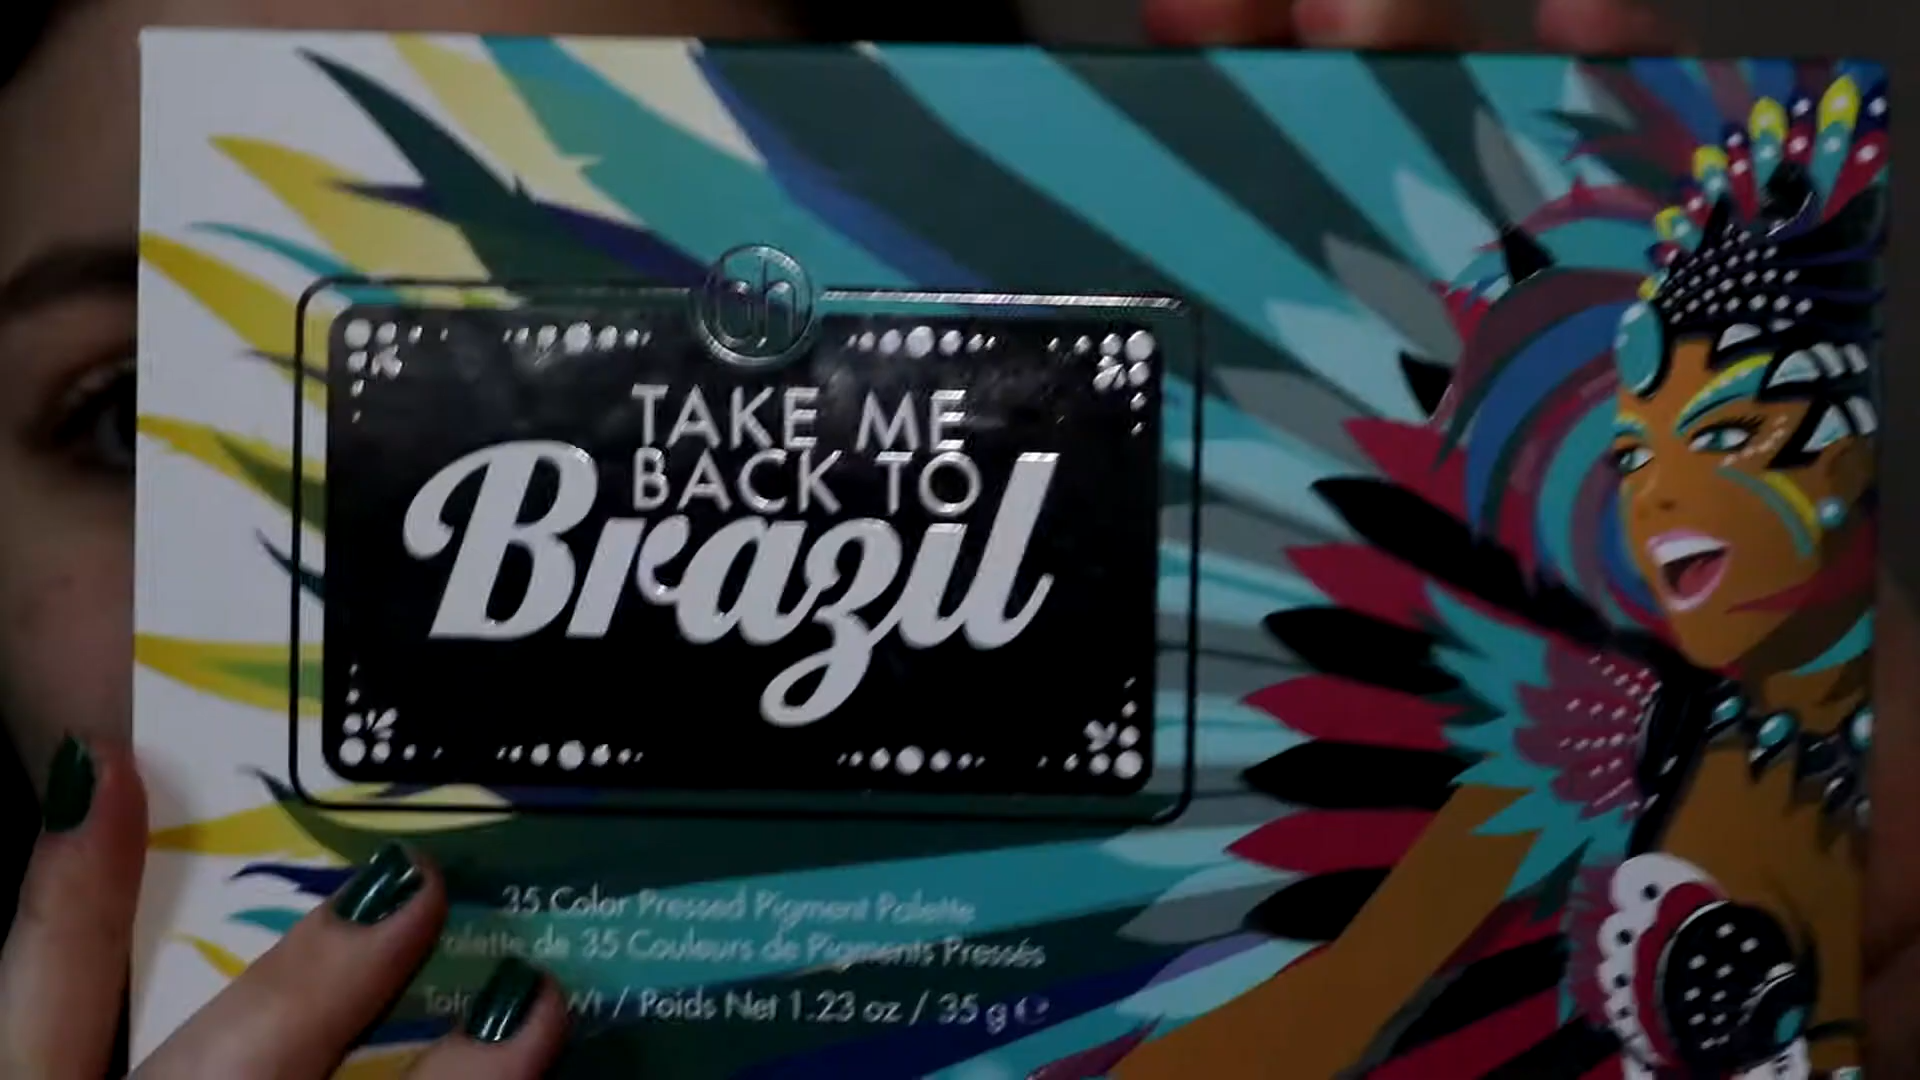 bh
TAKE ME
BACK TO
Brazil
35 Color Pressed Pigment Palette
de 35 Couleurs de Pigments Pressés
Wt / Poids Net 1.23 oz / 35 g ℮